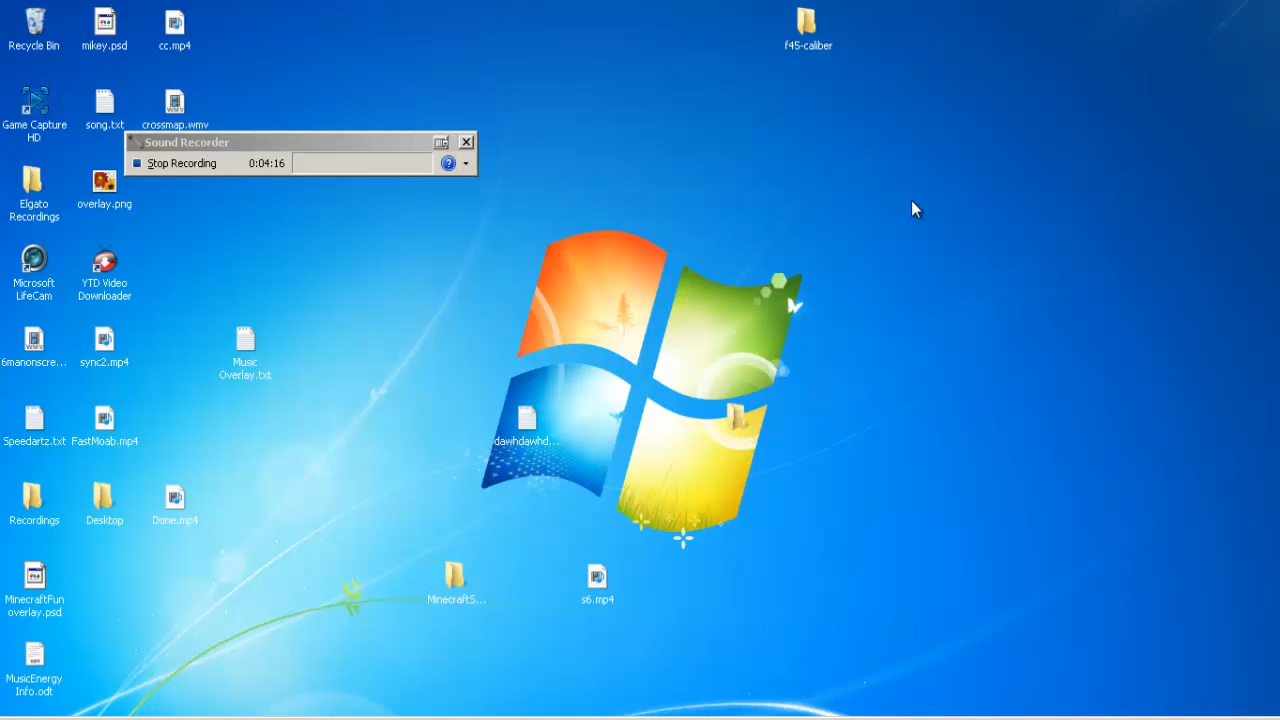 Recycle Bin
mikey.psd
cc.mp4
f45-caliber
Game Capture
HD
song.txt
crossmap.wmv
Sound Recorder
Stop Recording
0:04:16
Elgato
Recordings
overlay.png
Microsoft
LifeCam
YTD Video
Downloader
6manonscre...
sync2.mp4
Music
Overlay.txt
Speedartz.txt
FastMoab.mp4
dawhdawhd...
Recordings
Desktop
Done.mp4
MinecraftFun
overlay.psd
MinecraftS...
s6.mp4
MusicEnergy
Info.odt